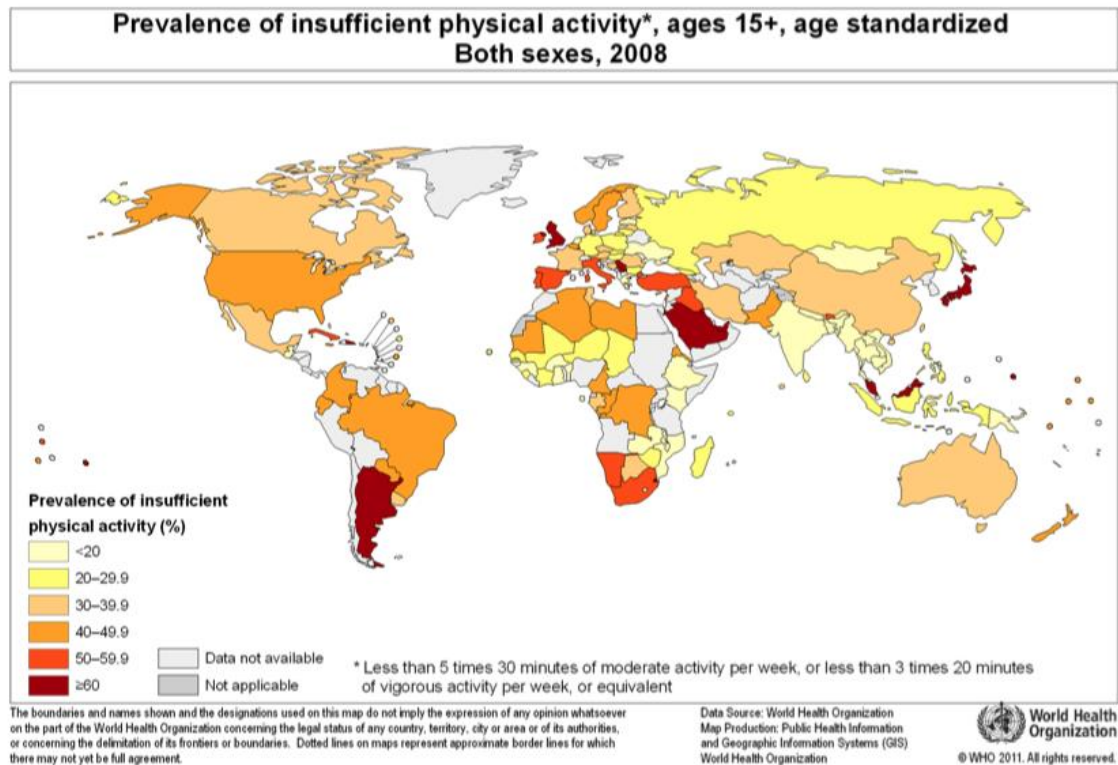 Prevalence of insufficient physical activity*, ages 15+, age standardized
Both sexes, 2008
Prevalence of insufficient
physical activity (%)
<20
20–29.9
30–39.9
40–49.9
50–59.9
≥60
Data not available
Not applicable
* Less than 5 times 30 minutes of moderate activity per week, or less than 3 times 20 minutes
of vigorous activity per week, or equivalent
The boundaries and names shown and the designations used on this map do not imply the expression of any opinion whatsoever
on the part of the World Health Organization concerning the legal status of any country, territory, city or area or of its authorities,
or concerning the delimitation of its frontiers or boundaries. Dotted lines on maps represent approximate border lines for which
there may not yet be full agreement.
Data Source: World Health Organization
Map Production: Public Health Information
and Geographic Information Systems (GIS)
World Health Organization
World Health
Organization
© WHO 2011. All rights reserved.